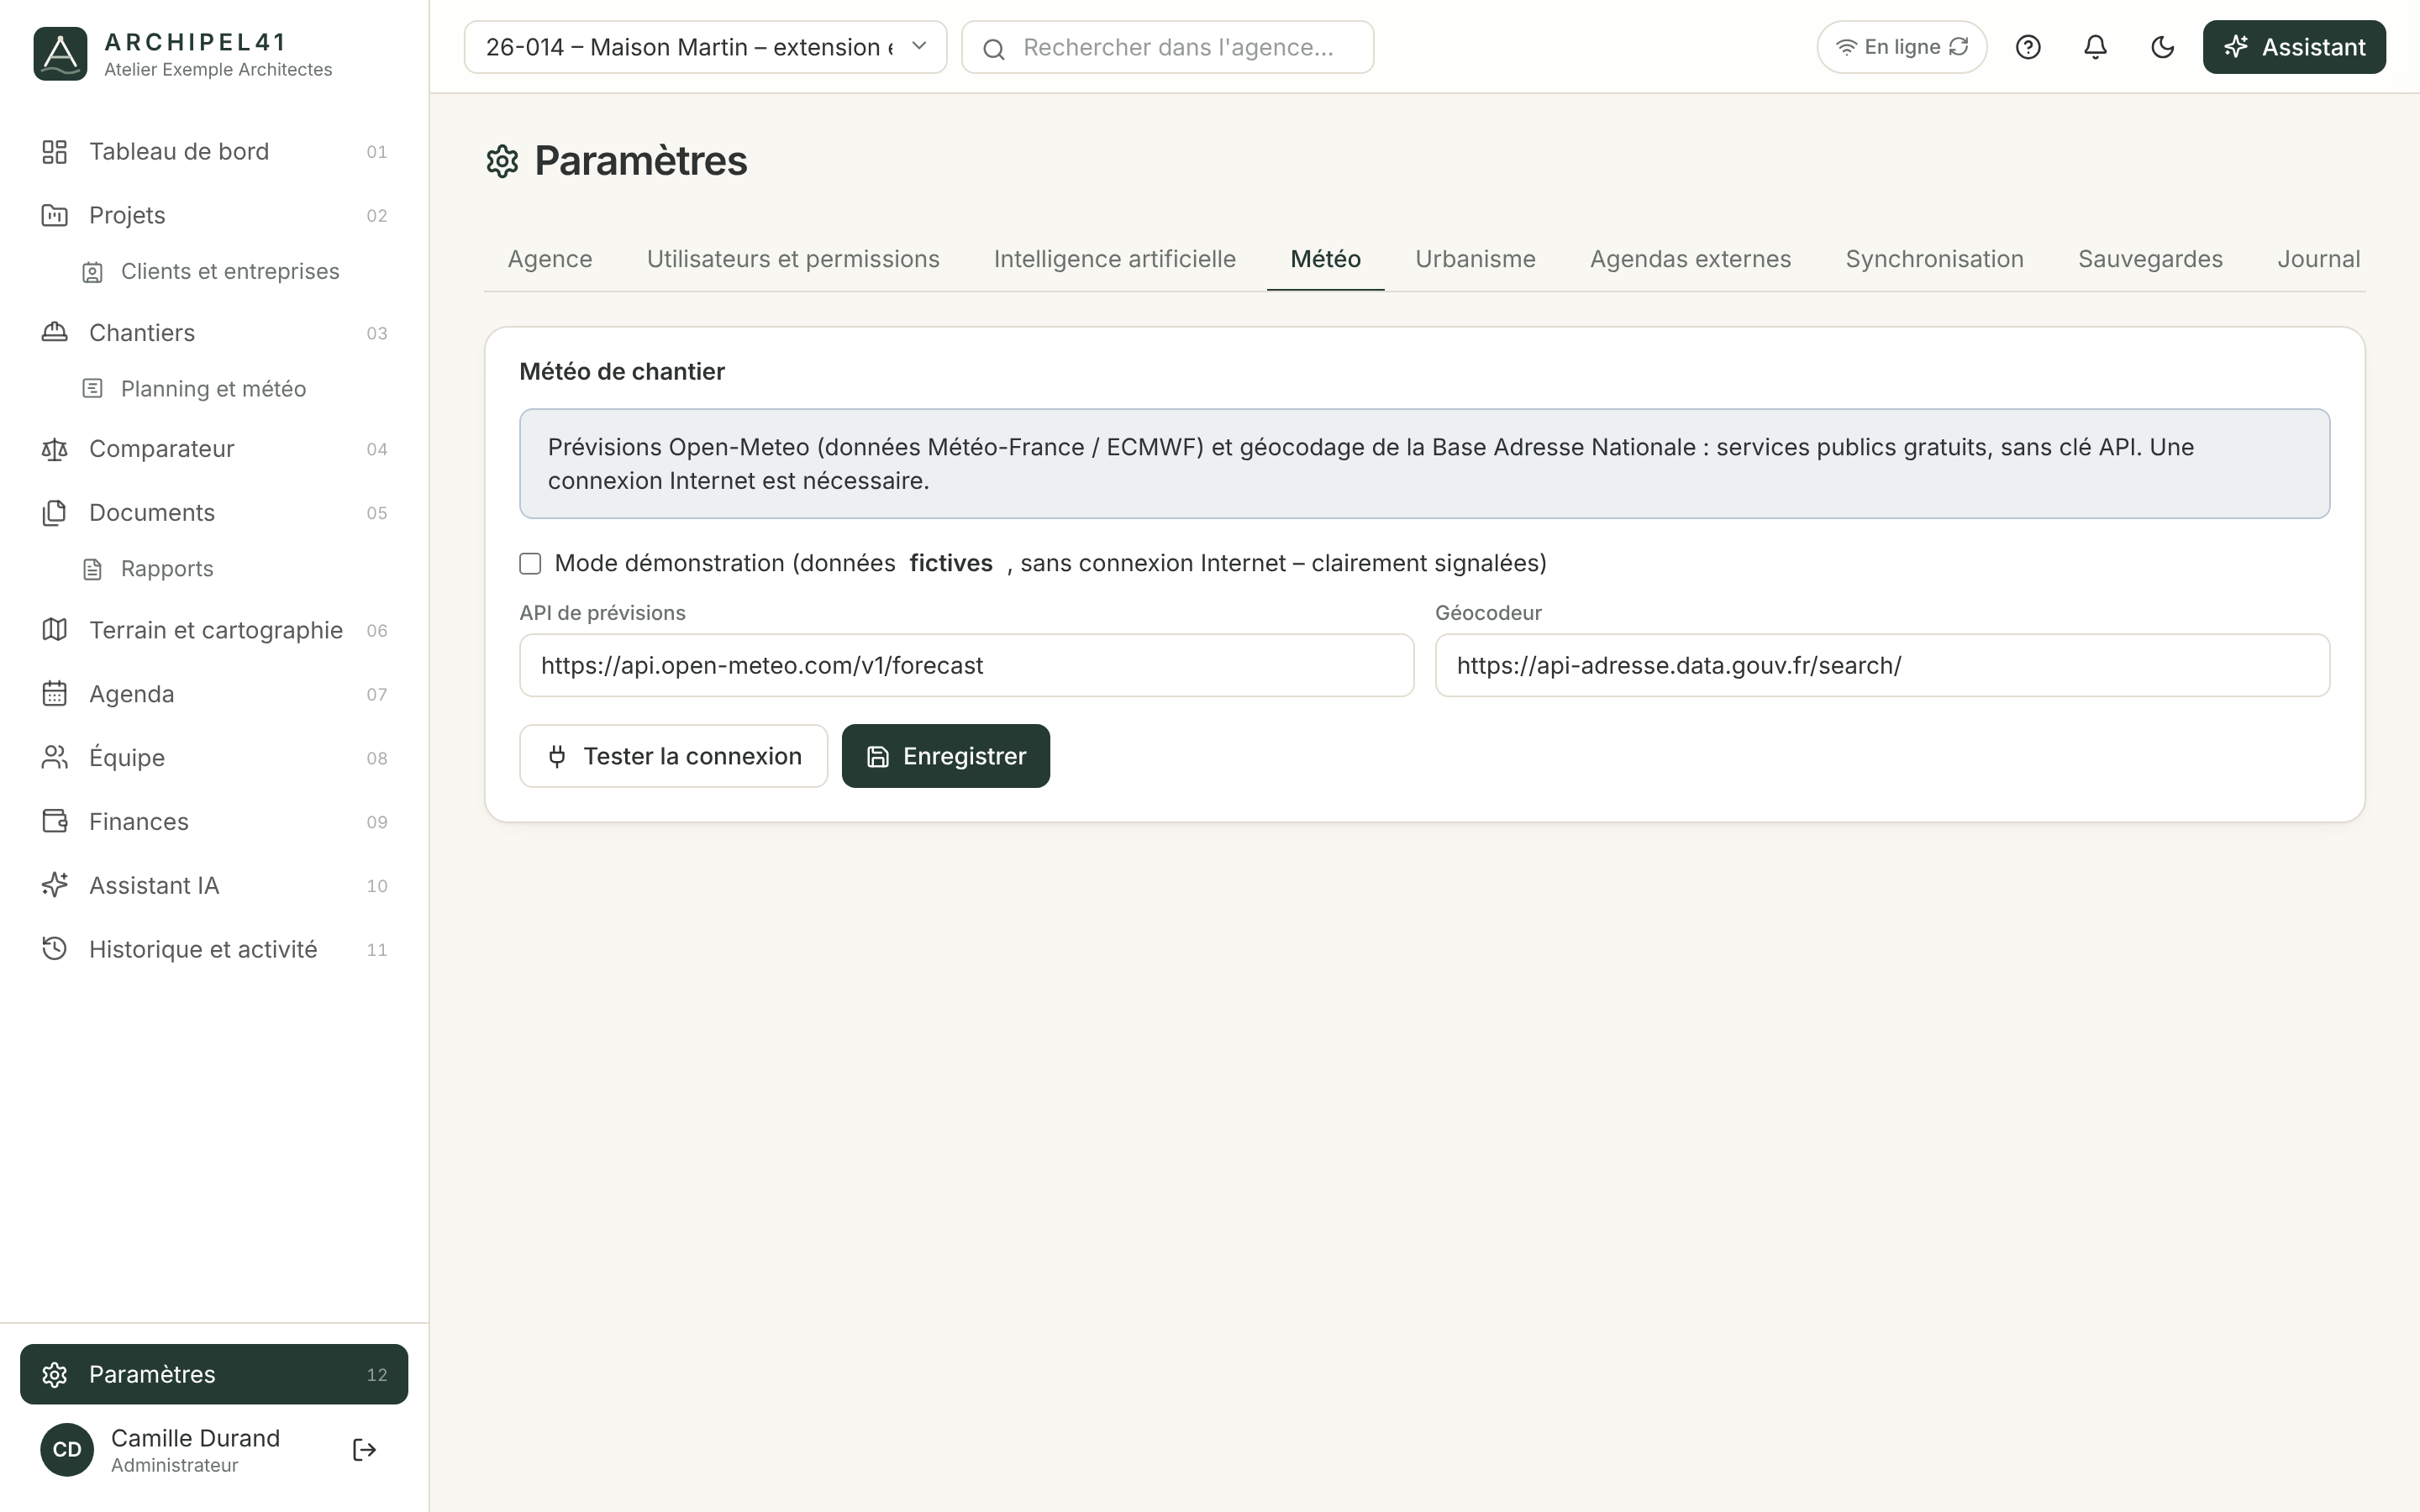 ARCHIPEL41
Atelier Exemple Architectes
Tableau de bord 01
Projets 02
Clients et entreprises
Chantiers 03
Planning et météo
Comparateur 04
Documents 05
Rapports
Terrain et cartographie 06
Agenda 07
Équipe 08
Finances 09
Assistant IA 10
Historique et activité 11
Paramètres 12
CD
Camille Durand
Administrateur
26-014 – Maison Martin – extension
Rechercher dans l'agence...
En ligne
Assistant
Paramètres
Agence Utilisateurs et permissions Intelligence artificielle Météo Urbanisme Agendas externes Synchronisation Sauvegardes Journal
Météo de chantier
Prévisions Open-Meteo (données Météo-France / ECMWF) et géocodage de la Base Adresse Nationale : services publics gratuits, sans clé API. Une
connexion Internet est nécessaire.
Mode démonstration (données fictives , sans connexion Internet – clairement signalées)
API de prévisions
https://api.open-meteo.com/v1/forecast
Géocodeur
https://api-adresse.data.gouv.fr/search/
Tester la connexion
Enregistrer